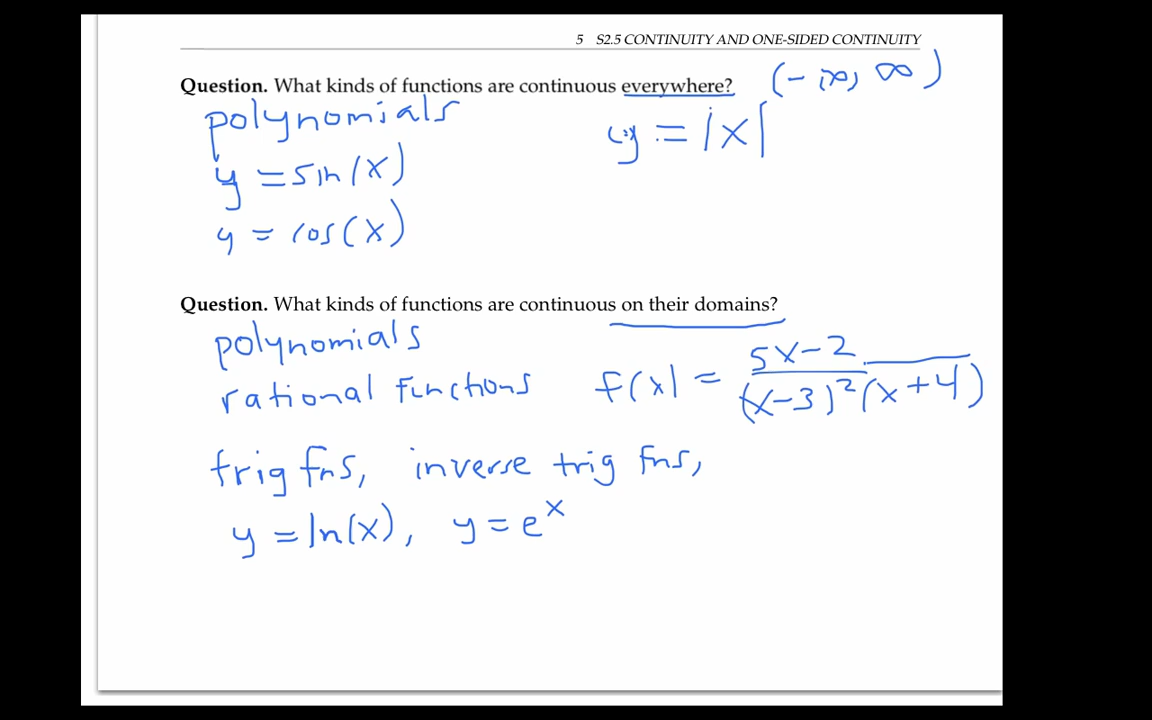 5 S2.5 CONTINUITY AND ONE-SIDED CONTINUITY
Question. What kinds of functions are continuous everywhere? (-∞, ∞)
polynomials y = |x|
y = sin(x)
y = cos(x)
Question. What kinds of functions are continuous on their domains?
polynomials
rational functions f(x) = 5x-2 / (x-3)²(x+4)
trig fns, inverse trig fns,
y = ln(x), y = eˣ